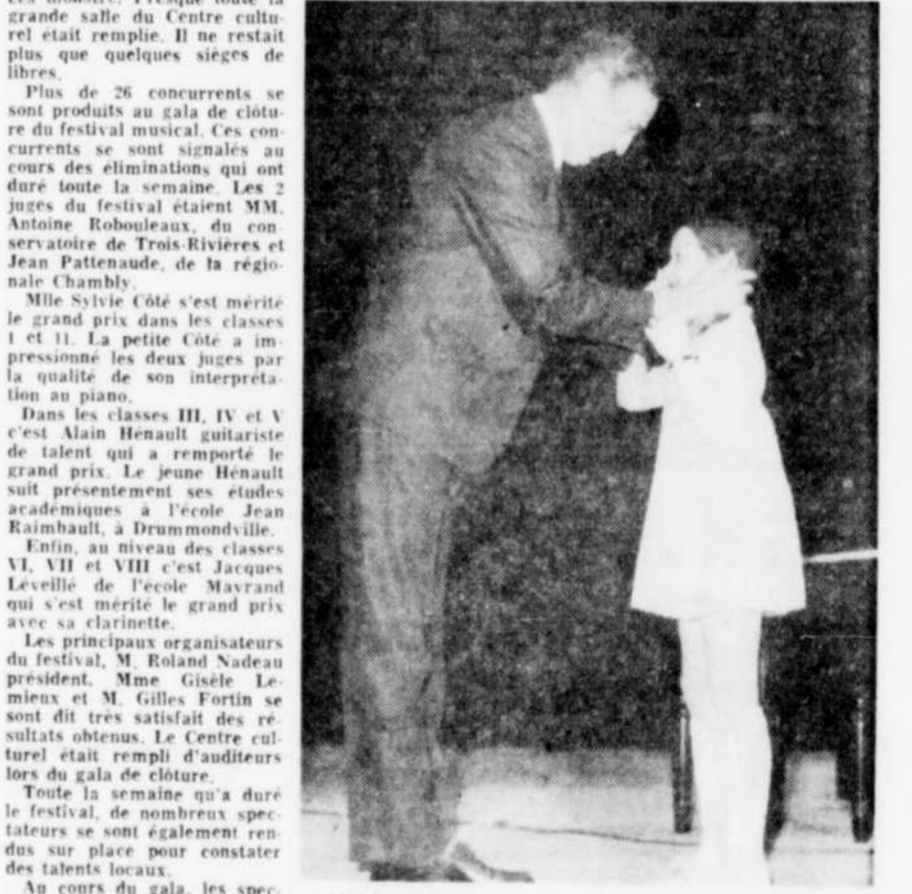 grande salle du Centre cultu-
rel était remplie. Il ne restait
plus que quelques sièges de
libres.
Plus de 26 concurrents se
sont produits au gala de clôtu-
re du festival musical. Ces con-
currents se sont signalés au
cours des éliminations qui ont
duré toute la semaine. Les 2
juges du festival étaient MM.
Antoine Robouleaux, du con-
servatoire de Trois-Rivières et
Jean Pattenaude, de la régio-
nale Chambly.
Mlle Sylvie Côté s'est mérité
le grand prix dans les classes
I et II. La petite Côté a im-
pressionné les deux juges par
la qualité de son interpréta-
tion au piano.
Dans les classes III, IV et V
c'est Alain Hénault guitariste
de talent qui a remporté le
grand prix. Le jeune Hénault
suit présentement ses études
académiques à l'école Jean
Raimbault, à Drummondville.
Enfin, au niveau des classes
VI, VII et VIII c'est Jacques
Léveillé de l'école Mayrand
qui s'est mérité le grand prix
avec sa clarinette.
Les principaux organisateurs
du festival, M. Roland Nadeau
président, Mme Gisèle Le-
mieux et M. Gilles Fortin se
sont dit très satisfait des ré-
sultats obtenus. Le Centre cul-
turel était rempli d'auditeurs
lors du gala de clôture.
Toute la semaine qu'a duré
le festival, de nombreux spec-
tateurs se sont également ren-
dus sur place pour constater
des talents locaux.
Au cours du gala, les spec-